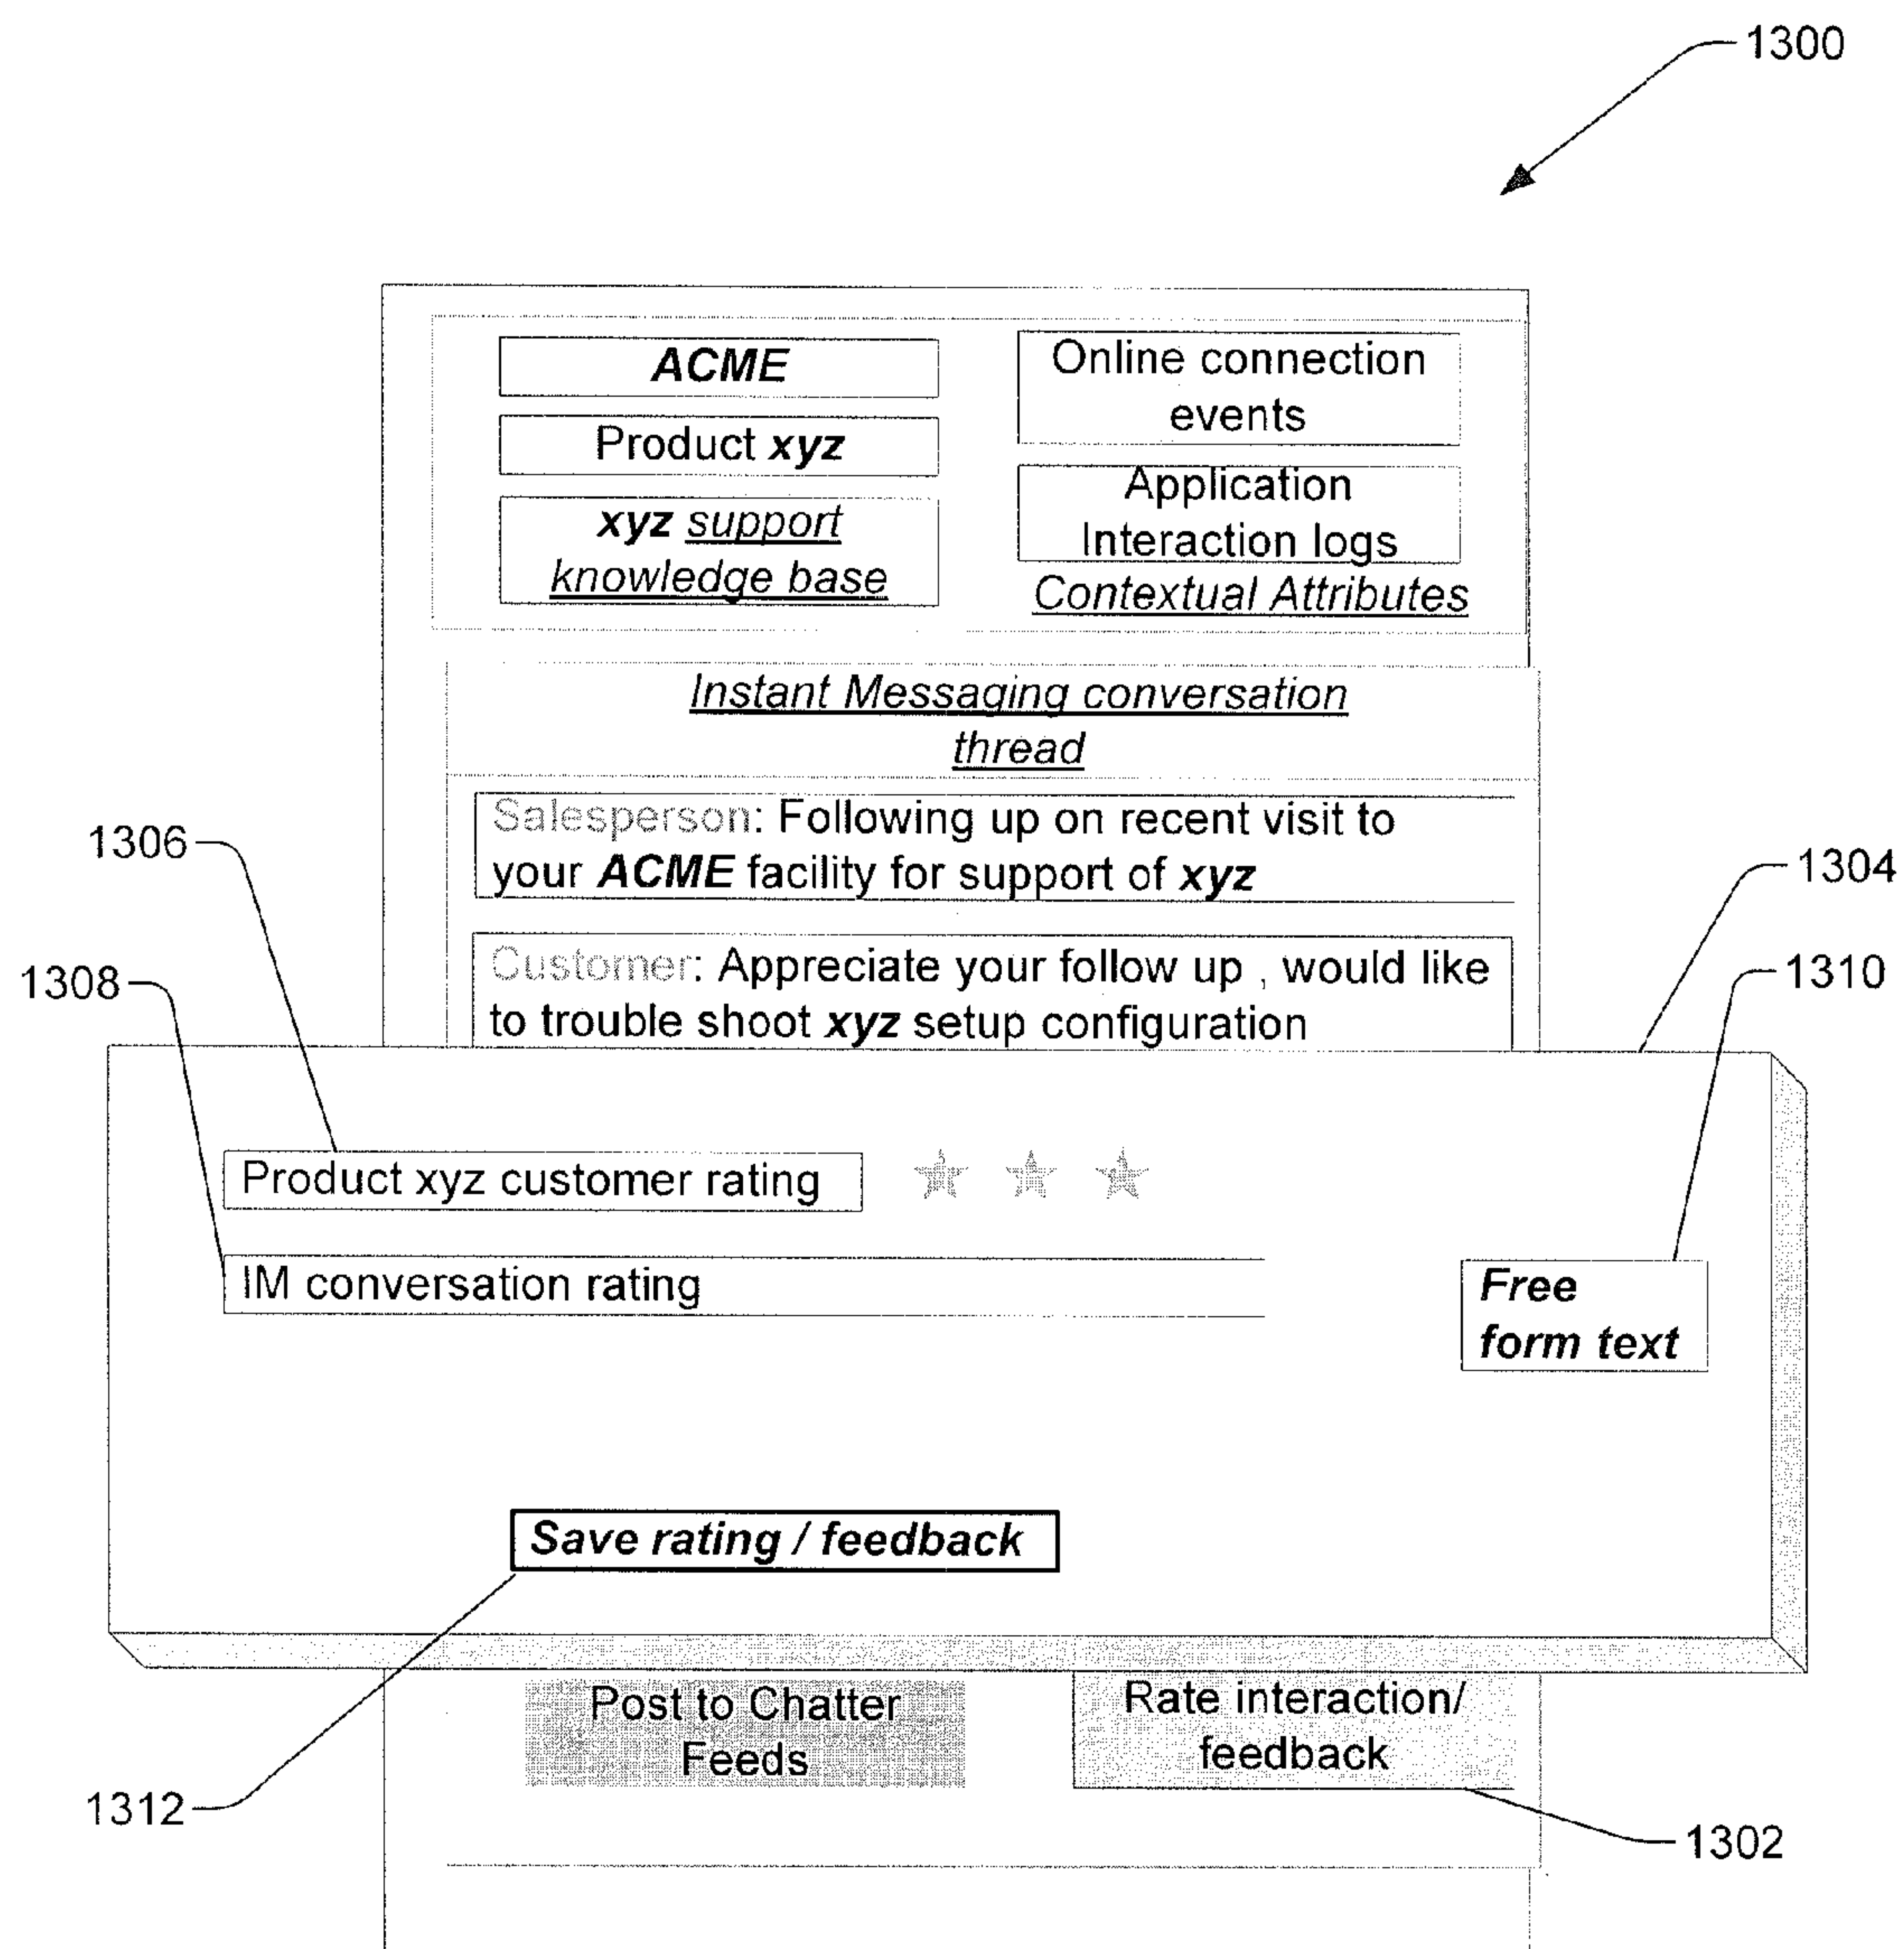 1300
ACME
Product xyz
xyz support
knowledge base
Online connection
events
Application
Interaction logs
Contextual Attributes
Instant Messaging conversation
thread
Salesperson: Following up on recent visit to
your ACME facility for support of xyz
Customer: Appreciate your follow up , would like
to trouble shoot xyz setup configuration
1306
1308
1304
1310
Product xyz customer rating
IM conversation rating
Free
form text
Save rating / feedback
Post to Chatter
Feeds
Rate interaction/
feedback
1312
1302